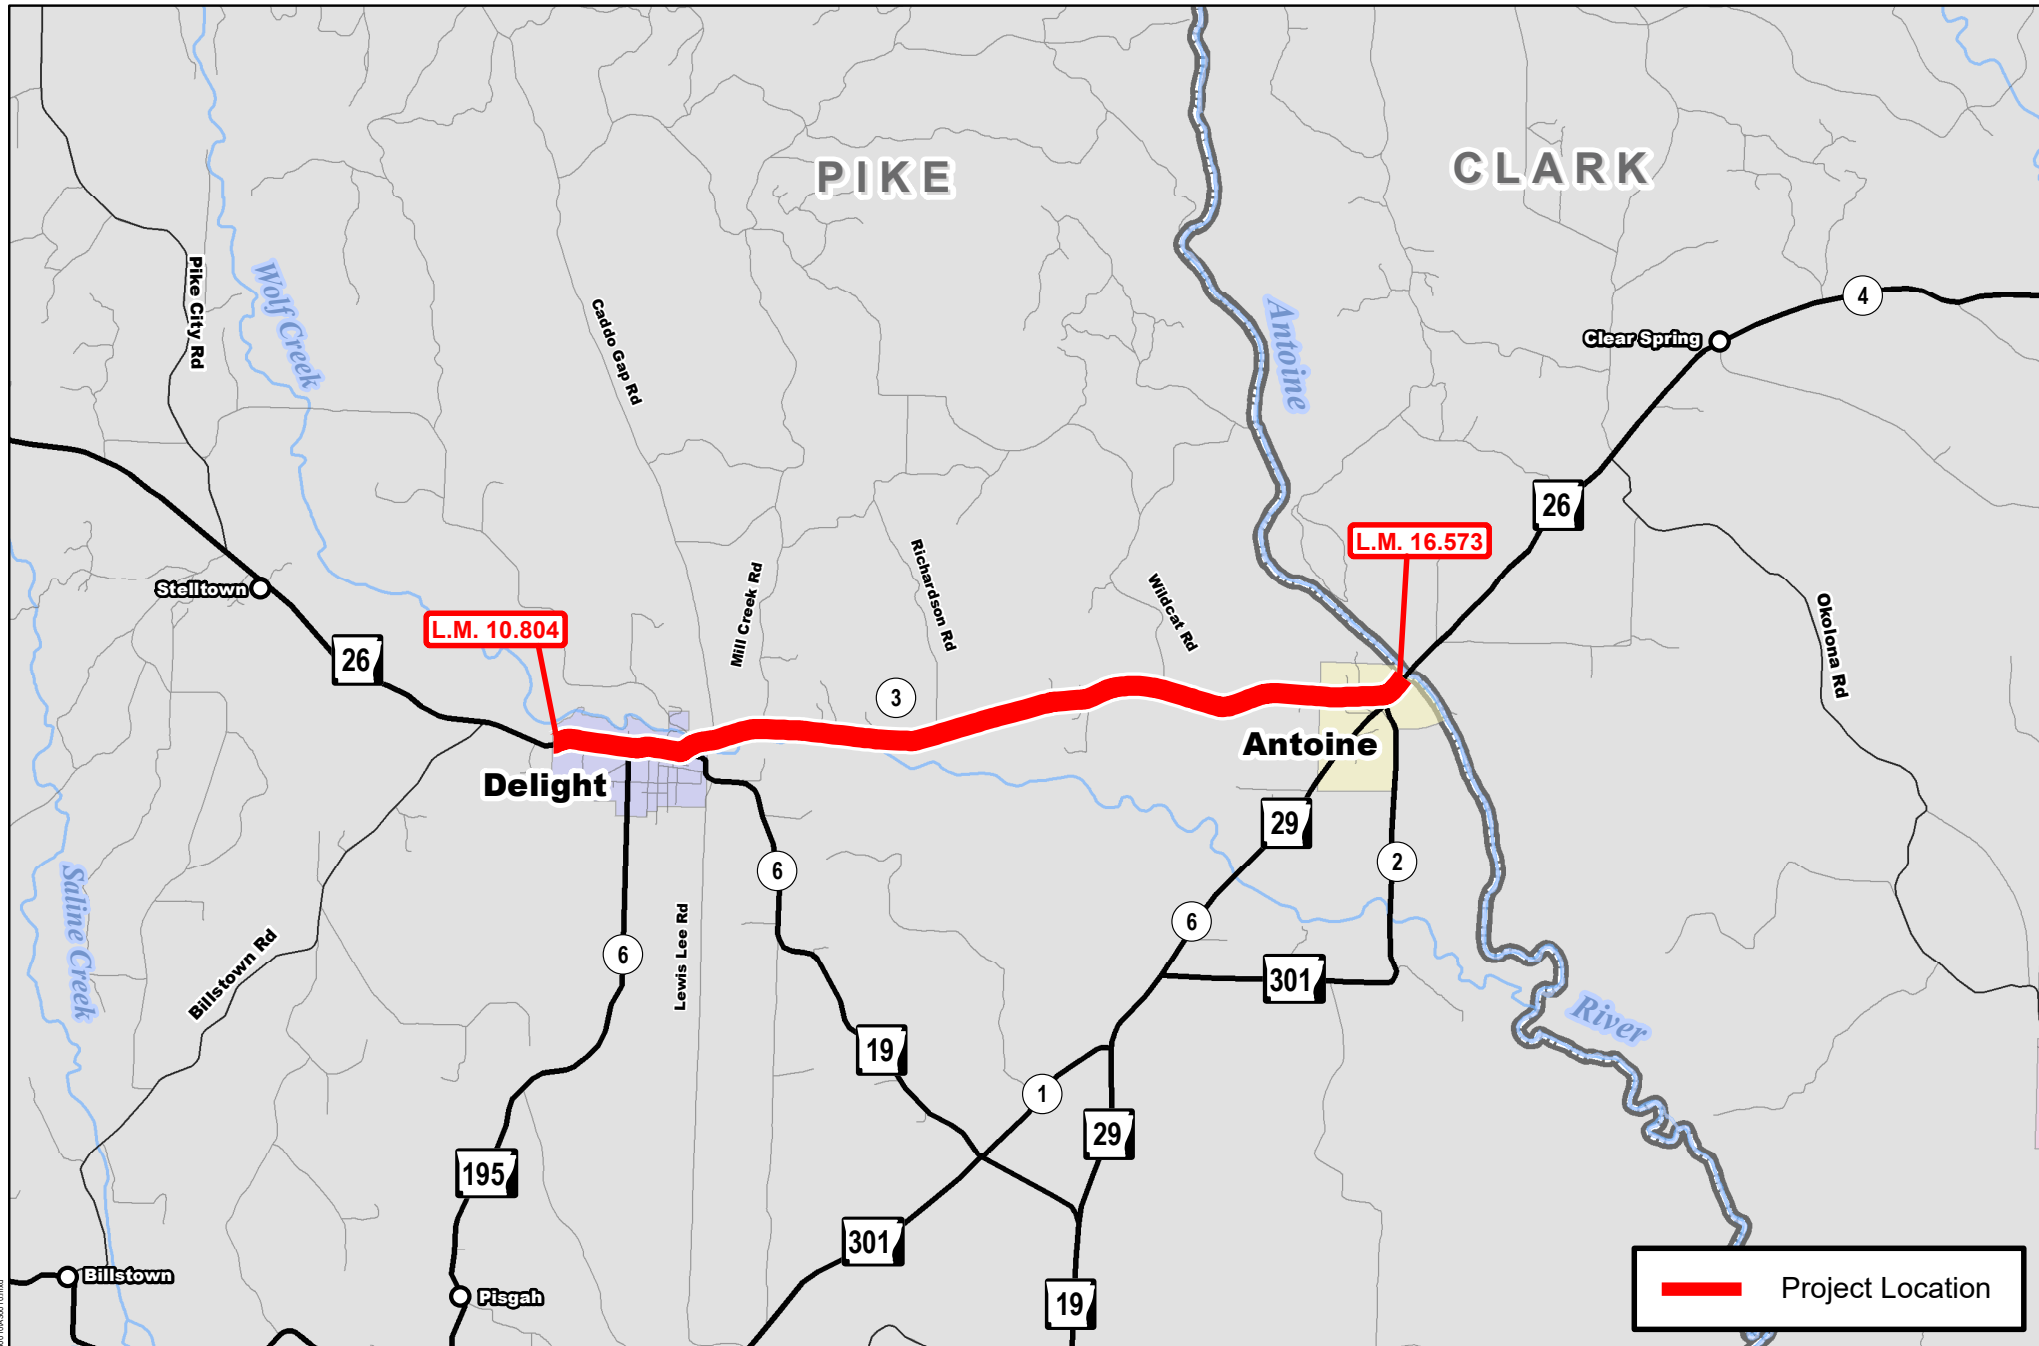 PIKE
CLARK
Pike City Rd
Wolf Creek
Caddo Gap Rd
Antoine
4
Clear Spring
26
L.M. 16.573
Richardson Rd
Mill Creek Rd
Wildcat Rd
Okolona Rd
Stelltown
L.M. 10.804
26
3
Antoine
Delight
29
2
6
Saline Creek
Billstown Rd
6
Lewis Lee Rd
6
301
River
19
1
29
195
301
Billstown
Pisgah
19
Project Location